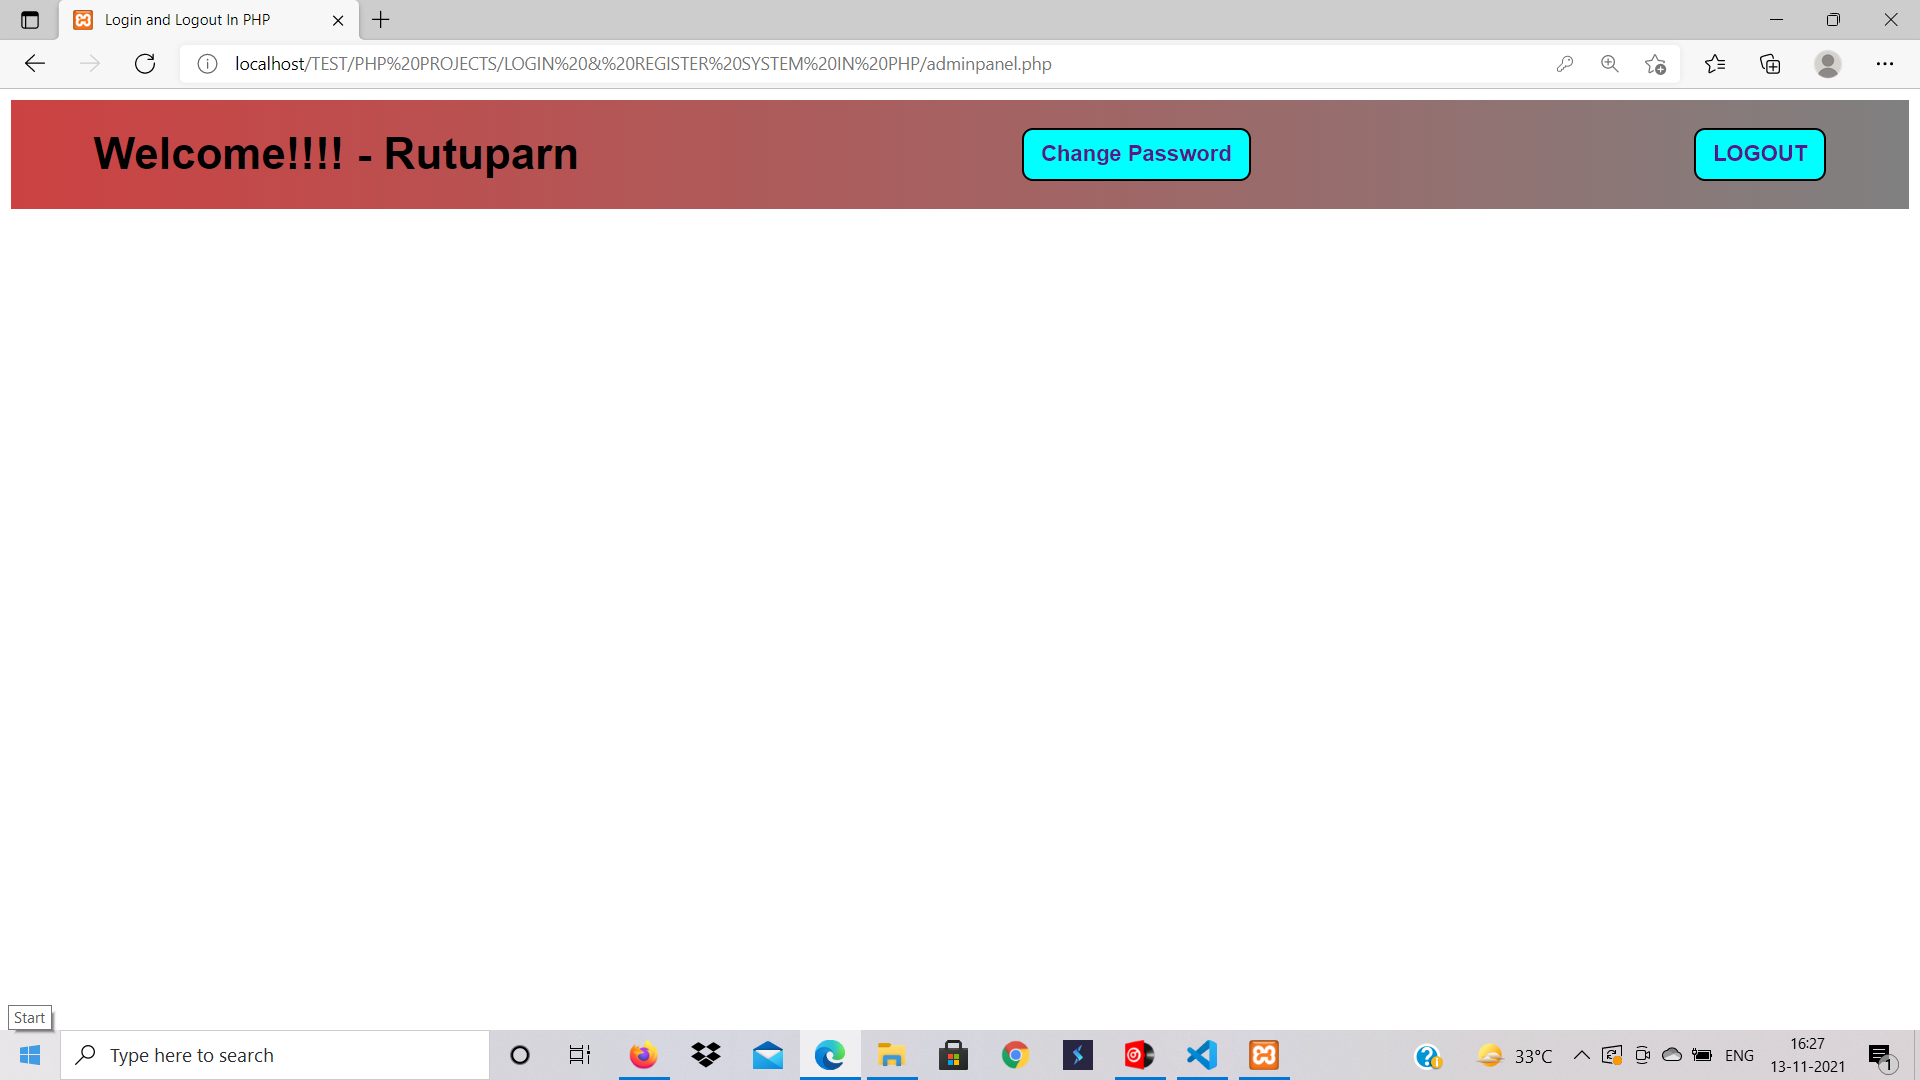 Login and Logout In PHP
localhost/TEST/PHP%20PROJECTS/LOGIN%20&%20REGISTER%20SYSTEM%20IN%20PHP/adminpanel.php
Welcome!!!! - Rutuparn
Change Password
LOGOUT
Start
Type here to search
33°C
ENG
16:27
13-11-2021
1